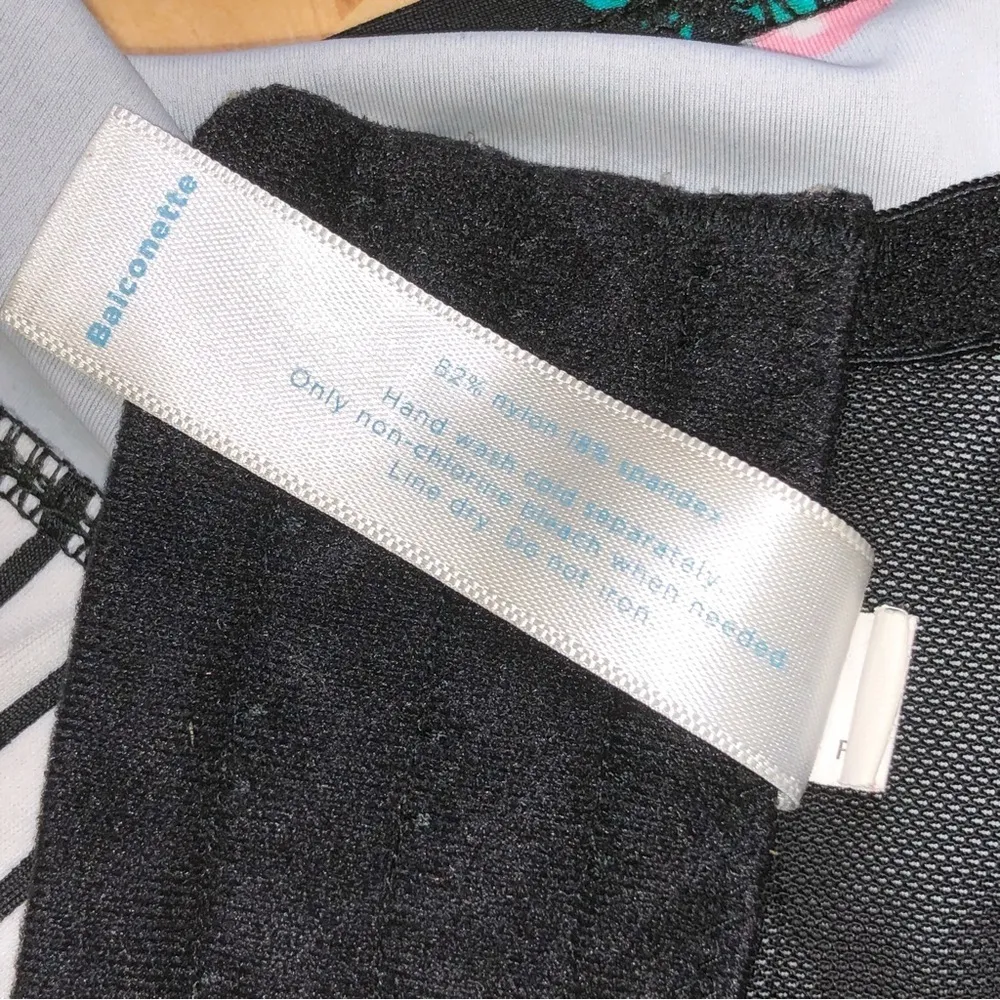 Balconette
82% nylon 18% spandex
Hand wash cold separately.
Only non-chlorine bleach when needed
Line dry. Do not iron
F